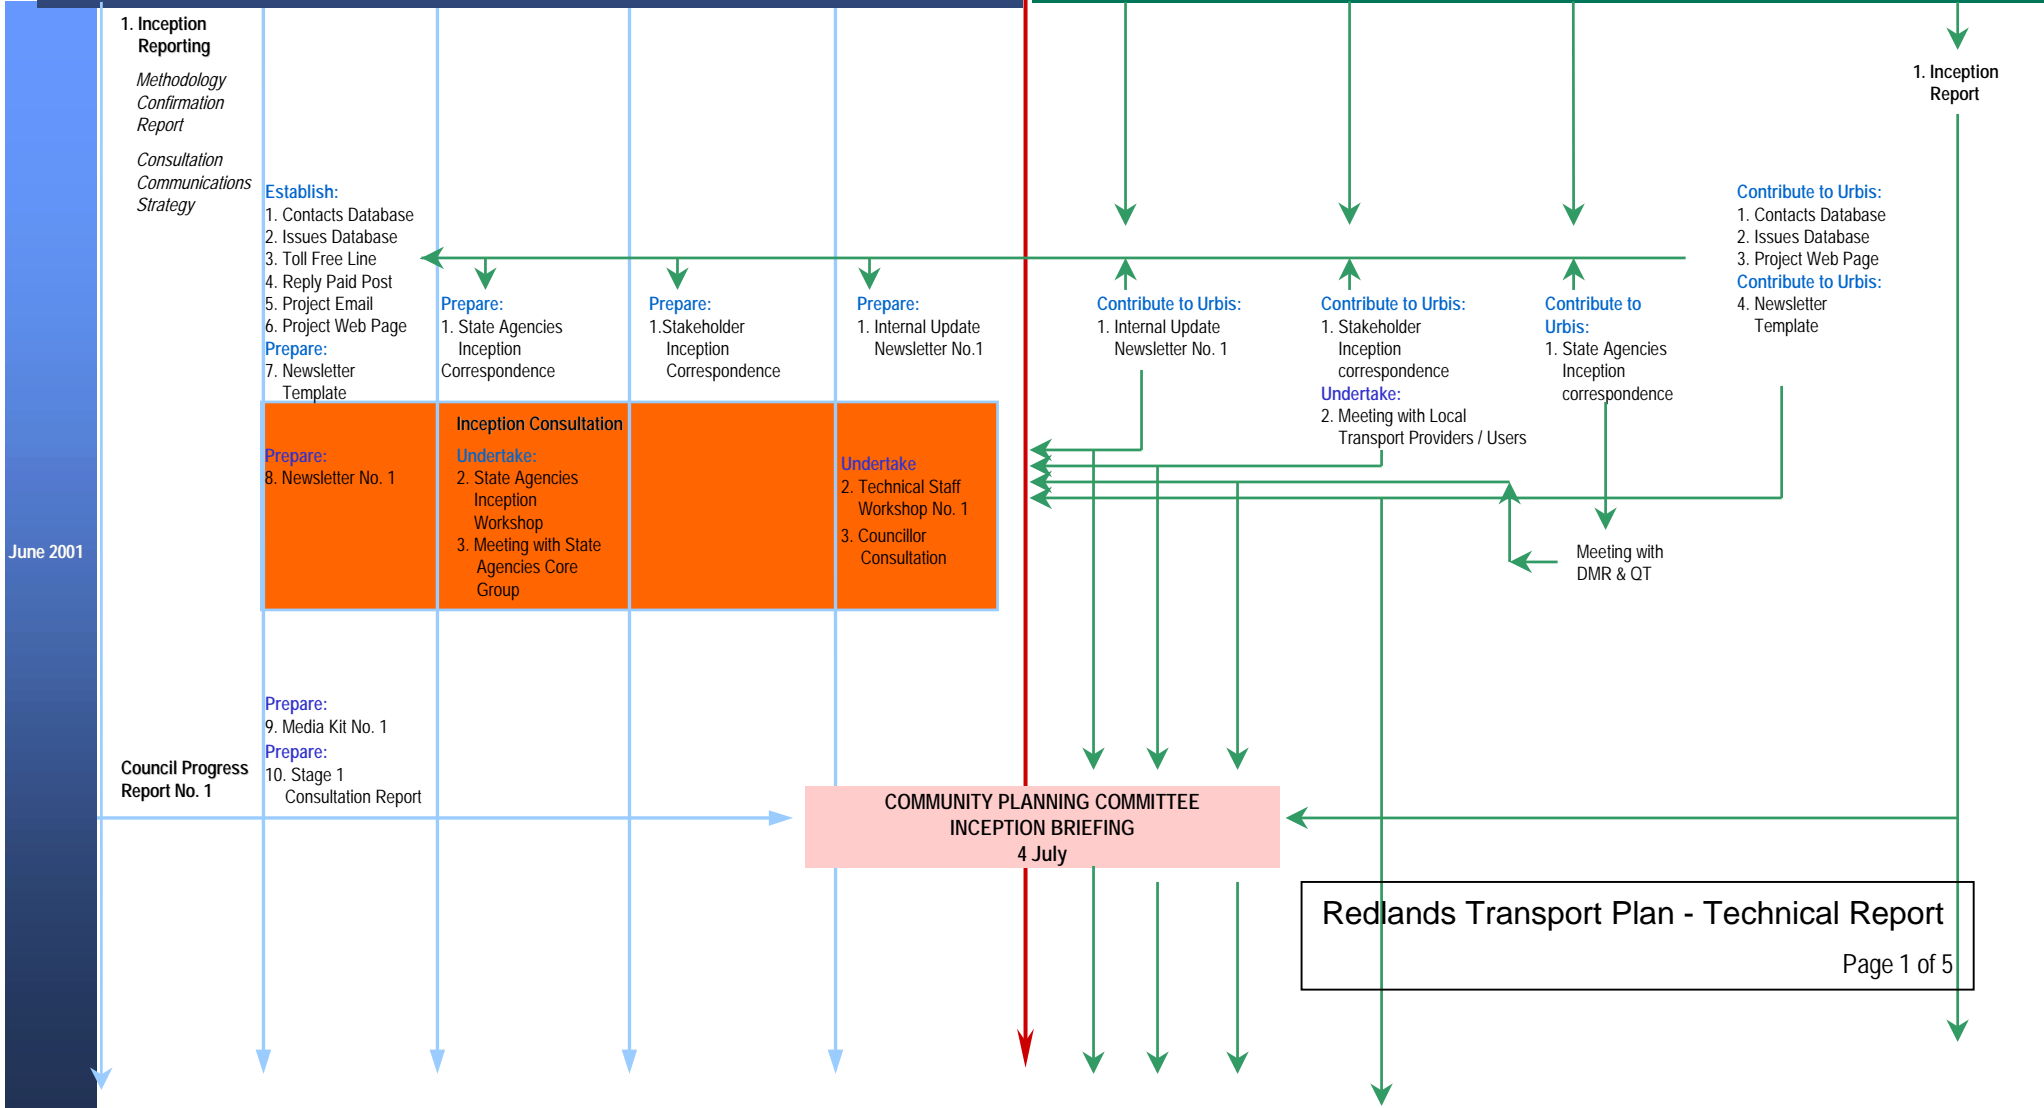 1. Inception
Reporting
Methodology
Confirmation
Report
Consultation
Communications
Strategy
1. Inception
Report
Establish:
1. Contacts Database
2. Issues Database
3. Toll Free Line
4. Reply Paid Post
5. Project Email
6. Project Web Page
Prepare:
7. Newsletter
Template
Prepare:
1. State Agencies
Inception
Correspondence
Prepare:
1.Stakeholder
Inception
Correspondence
Prepare:
1. Internal Update
Newsletter No.1
Contribute to Urbis:
1. Internal Update
Newsletter No. 1
Contribute to Urbis:
1. Stakeholder
Inception
correspondence
Undertake:
2. Meeting with Local
Transport Providers / Users
Contribute to
Urbis:
1. State Agencies
Inception
correspondence
Contribute to Urbis:
1. Contacts Database
2. Issues Database
3. Project Web Page
Contribute to Urbis:
4. Newsletter
Template
Inception Consultation
Prepare:
8. Newsletter No. 1
Undertake:
2. State Agencies
Inception
Workshop
3. Meeting with State
Agencies Core
Group
Undertake
2. Technical Staff
Workshop No. 1
3. Councillor
Consultation
June 2001
Meeting with
DMR & QT
Prepare:
9. Media Kit No. 1
Prepare:
10. Stage 1
Consultation Report
Council Progress
Report No. 1
COMMUNITY PLANNING COMMITTEE
INCEPTION BRIEFING
4 July
Redlands Transport Plan - Technical Report
Page 1 of 5